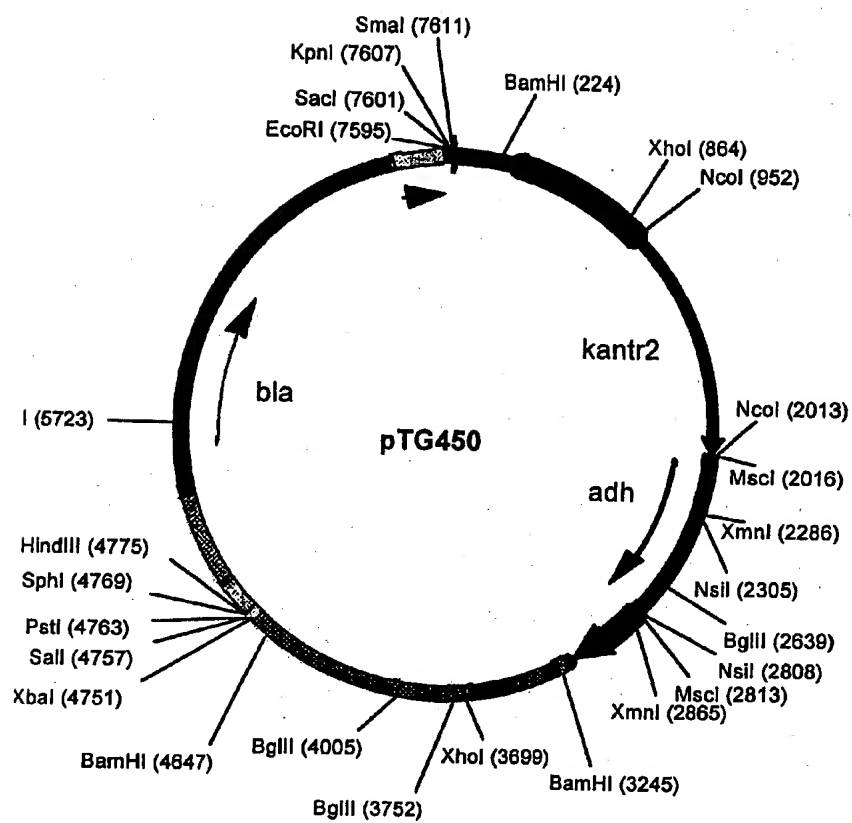 SmaI (7611)
KpnI (7607)
SacI (7601)
EcoRI (7595)
BamHI (224)
XhoI (864)
NcoI (952)
kantr2
NcoI (2013)
MscI (2016)
adh
XmnI (2286)
NsiI (2305)
BglII (2639)
NsiI (2808)
MscI (2813)
XmnI (2865)
BamHI (3245)
XhoI (3699)
BglII (3752)
BglII (4005)
BamHI (4647)
XbaI (4751)
SalI (4757)
PstI (4763)
SphI (4769)
HindIII (4775)
I (5723)
bla
pTG450